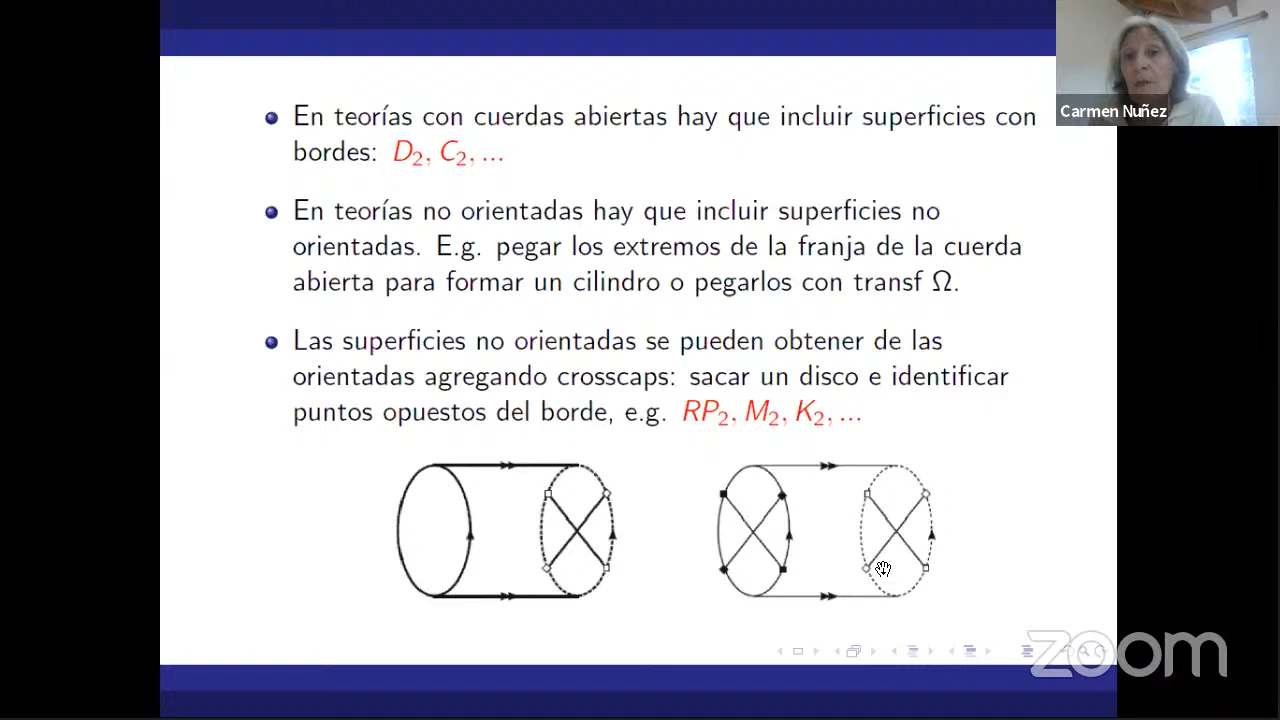 En teorías con cuerdas abiertas hay que incluir superficies con
bordes: D₂, C₂, ...
En teorías no orientadas hay que incluir superficies no
orientadas. E.g. pegar los extremos de la franja de la cuerda
abierta para formar un cilindro o pegarlos con transf Ω.
Las superficies no orientadas se pueden obtener de las
orientadas agregando crosscaps: sacar un disco e identificar
puntos opuestos del borde, e.g. RP₂, M₂, K₂, ...
Carmen Nuñez
zoom